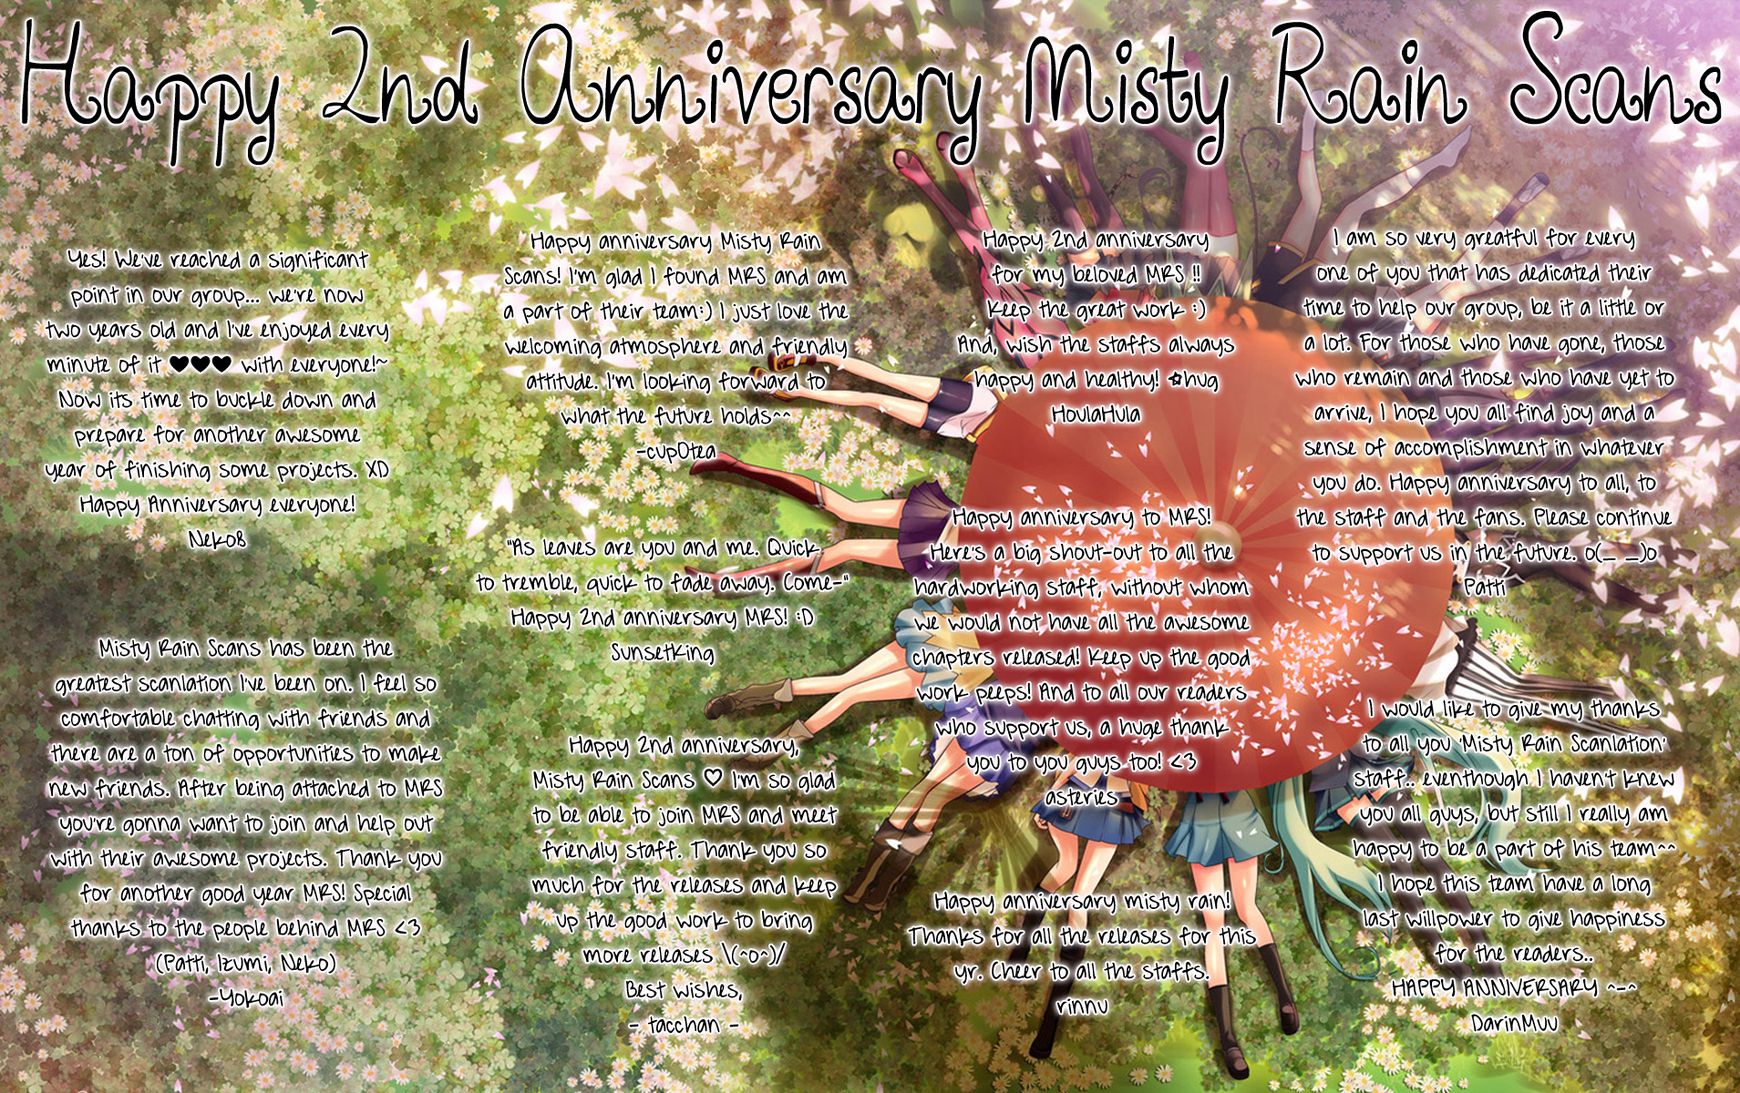 Happy 2nd Anniversary Misty Rain Scans
Yes! We've reached a significant
point in our group... we're now
two years old and I've enjoyed every
minute of it ♥♥♥ with everyone!~
Now its time to buckle down and
prepare for another awesome
year of finishing some projects. XD
Happy Anniversary everyone!
Neko8
Misty Rain Scans has been the
greatest scanlation I've been on. I feel so
comfortable chatting with friends and
there are a ton of opportunities to make
new friends. After being attached to MRS
you're gonna want to join and help out
with their awesome projects. Thank you
for another good year MRS! Special
thanks to the people behind MRS <3
(Patti, Izumi, Neko)
-Yokoai
Happy anniversary Misty Rain
Scans! I'm glad I found MRS and am
a part of their team:) I just love the
welcoming atmosphere and friendly
attitude. I'm looking forward to
what the future holds^^
-cup0tea
"As leaves are you and me. Quick
to tremble, quick to fade away. Come-"
Happy 2nd anniversary MRS! :D
SunsetKing
Happy 2nd anniversary,
Misty Rain Scans ♡ I'm so glad
to be able to join MRS and meet
friendly staff. Thank you so
much for the releases and keep
up the good work to bring
more releases \(^o^)/
Best wishes,
- tacchan -
Happy 2nd anniversary
for my beloved MRS !!
Keep the great work :)
And, wish the staffs always
happy and healthy! *hug
HoulaHula
Happy anniversary to MRS!
Here's a big shout-out to all the
hardworking staff, without whom
we would not have all the awesome
chapters released! Keep up the good
work peeps! And to all our readers
who support us, a huge thank
you to you guys too! <3
asteries
Happy anniversary misty rain!
Thanks for all the releases for this
yr. Cheer to all the staffs.
rinnu
I am so very greatful for every
one of you that has dedicated their
time to help our group, be it a little or
a lot. For those who have gone, those
who remain and those who have yet to
arrive, I hope you all find joy and a
sense of accomplishment in whatever
you do. Happy anniversary to all, to
the staff and the fans. Please continue
to support us in the future. o(_ _)o
Patti
I would like to give my thanks
to all you 'Misty Rain Scanlation'
staff.. eventhough I haven't knew
you all guys, but still I really am
happy to be a part of his team^^
I hope this team have a long
last willpower to give happiness
for the readers..
HAPPY ANNIVERSARY ^-^
DarinMuu